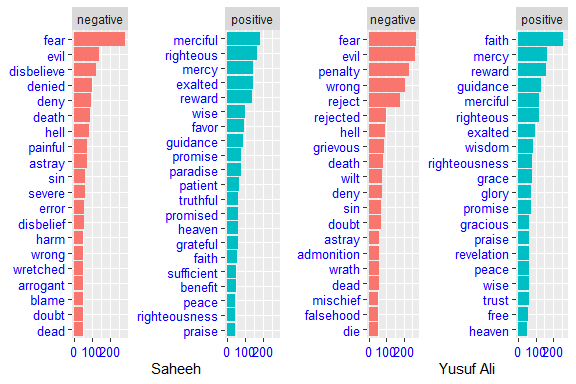 negative
fear
evil
disbelieve
denied
deny
death
hell
painful
astray
sin
severe
error
disbelief
harm
wrong
wretched
arrogant
blame
doubt
dead
0 100 200
positive
merciful
righteous
mercy
exalted
reward
wise
favor
guidance
promise
paradise
patient
truthful
promised
heaven
grateful
faith
sufficient
benefit
peace
righteousness
praise
0 100 200
Saheeh
negative
fear
evil
penalty
wrong
reject
rejected
hell
grievous
death
wilt
deny
sin
doubt
astray
admonition
wrath
dead
mischief
falsehood
die
0 100 200
positive
faith
mercy
reward
guidance
merciful
righteous
exalted
wisdom
righteousness
grace
glory
promise
gracious
praise
revelation
peace
wise
trust
free
heaven
0 100 200
Yusuf Ali